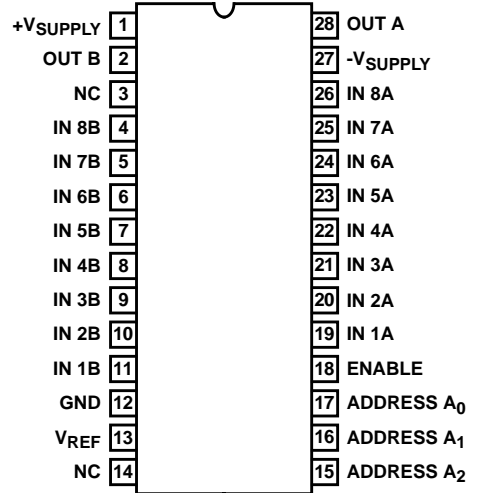 +VSUPPLY 1 28 OUT A
OUT B 2 27 -VSUPPLY
NC 3 26 IN 8A
IN 8B 4 25 IN 7A
IN 7B 5 24 IN 6A
IN 6B 6 23 IN 5A
IN 5B 7 22 IN 4A
IN 4B 8 21 IN 3A
IN 3B 9 20 IN 2A
IN 2B 10 19 IN 1A
IN 1B 11 18 ENABLE
GND 12 17 ADDRESS A0
VREF 13 16 ADDRESS A1
NC 14 15 ADDRESS A2